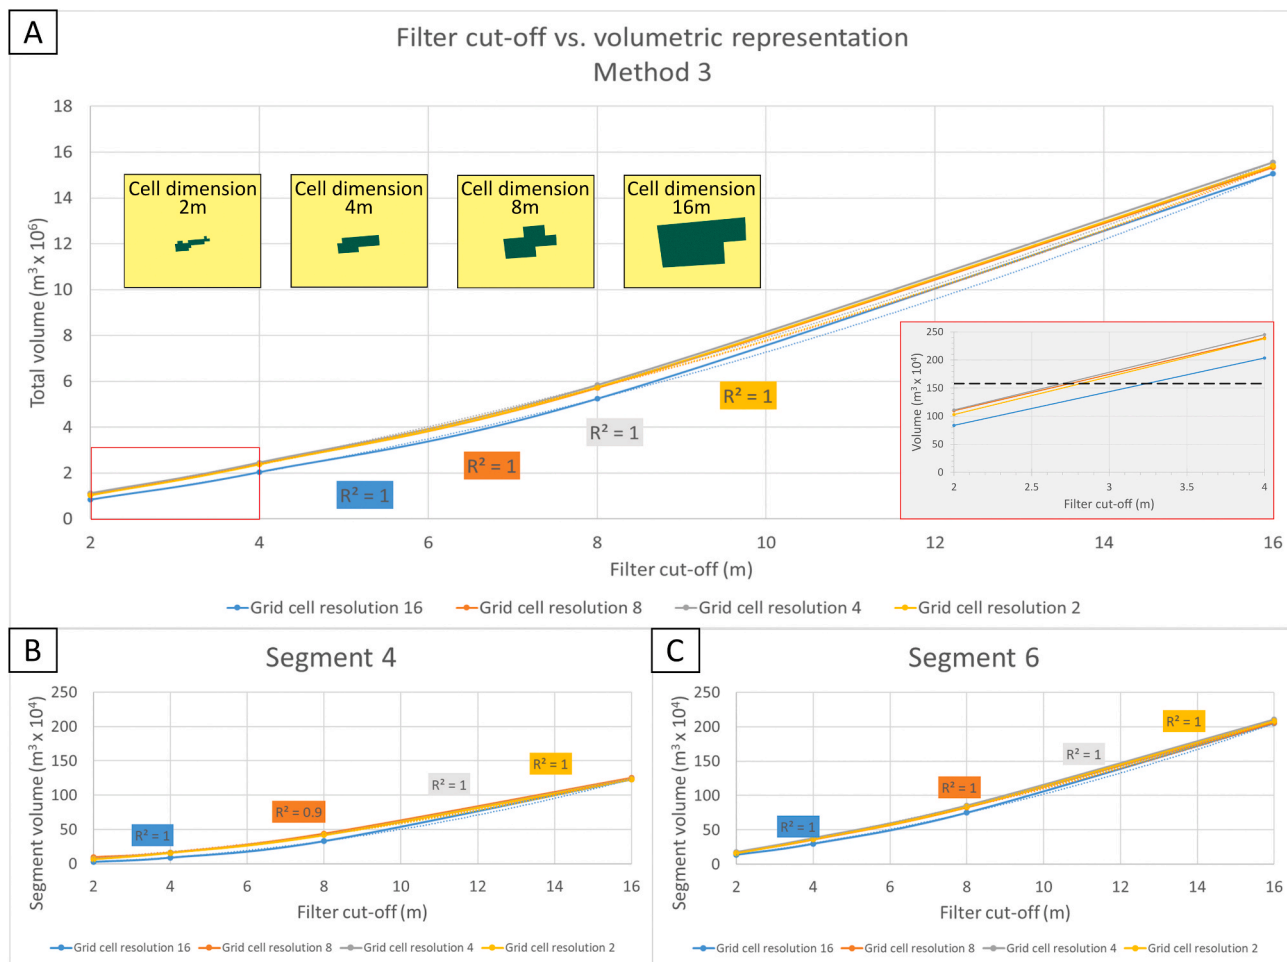 A
Filter cut-off vs. volumetric representation
Method 3
Total volume (m³ x 10⁶)
18
16
14
12
10
8
6
4
2
0
Cell dimension
2m
Cell dimension
4m
Cell dimension
8m
Cell dimension
16m
R² = 1
R² = 1
R² = 1
R² = 1
Volume (m³ x 10⁴)
250
200
150
100
50
0
2 2.5 3 3.5 4
Filter cut-off (m)
2 4 6 8 10 12 14 16
Filter cut-off (m)
Grid cell resolution 16 Grid cell resolution 8 Grid cell resolution 4 Grid cell resolution 2
B
Segment 4
Segment volume (m³ x 10⁴)
250
200
150
100
50
0
R² = 1
R² = 0.9
R² = 1
R² = 1
2 4 6 8 10 12 14 16
Filter cut-off (m)
Grid cell resolution 16 Grid cell resolution 8 Grid cell resolution 4 Grid cell resolution 2
C
Segment 6
Segment volume (m³ x 10⁴)
250
200
150
100
50
0
R² = 1
R² = 1
R² = 1
R² = 1
2 4 6 8 10 12 14 16
Filter cut-off (m)
Grid cell resolution 16 Grid cell resolution 8 Grid cell resolution 4 Grid cell resolution 2